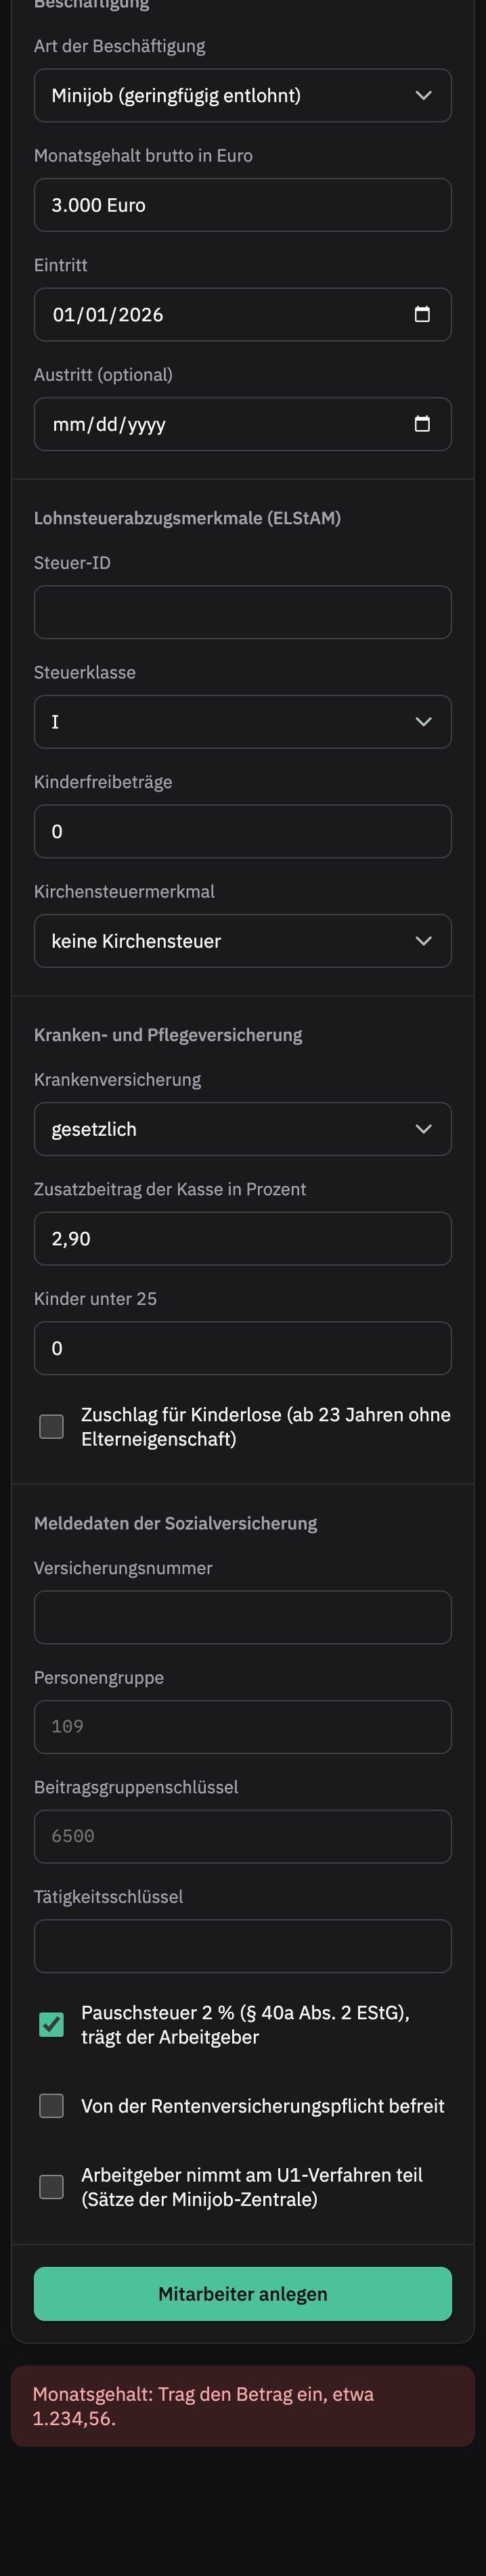 Beschäftigung
Art der Beschäftigung
Minijob (geringfügig entlohnt)
Monatsgehalt brutto in Euro
3.000 Euro
Eintritt
01/01/2026
Austritt (optional)
mm/dd/yyyy
Lohnsteuerabzugsmerkmale (ELStAM)
Steuer-ID
Steuerklasse
I
Kinderfreibeträge
0
Kirchensteuermerkmal
keine Kirchensteuer
Kranken- und Pflegeversicherung
Krankenversicherung
gesetzlich
Zusatzbeitrag der Kasse in Prozent
2,90
Kinder unter 25
0
Zuschlag für Kinderlose (ab 23 Jahren ohne
Elterneigenschaft)
Meldedaten der Sozialversicherung
Versicherungsnummer
Personengruppe
109
Beitragsgruppenschlüssel
6500
Tätigkeitsschlüssel
Pauschsteuer 2 % (§ 40a Abs. 2 EStG),
trägt der Arbeitgeber
Von der Rentenversicherungspflicht befreit
Arbeitgeber nimmt am U1-Verfahren teil
(Sätze der Minijob-Zentrale)
Mitarbeiter anlegen
Monatsgehalt: Trag den Betrag ein, etwa
1.234,56.